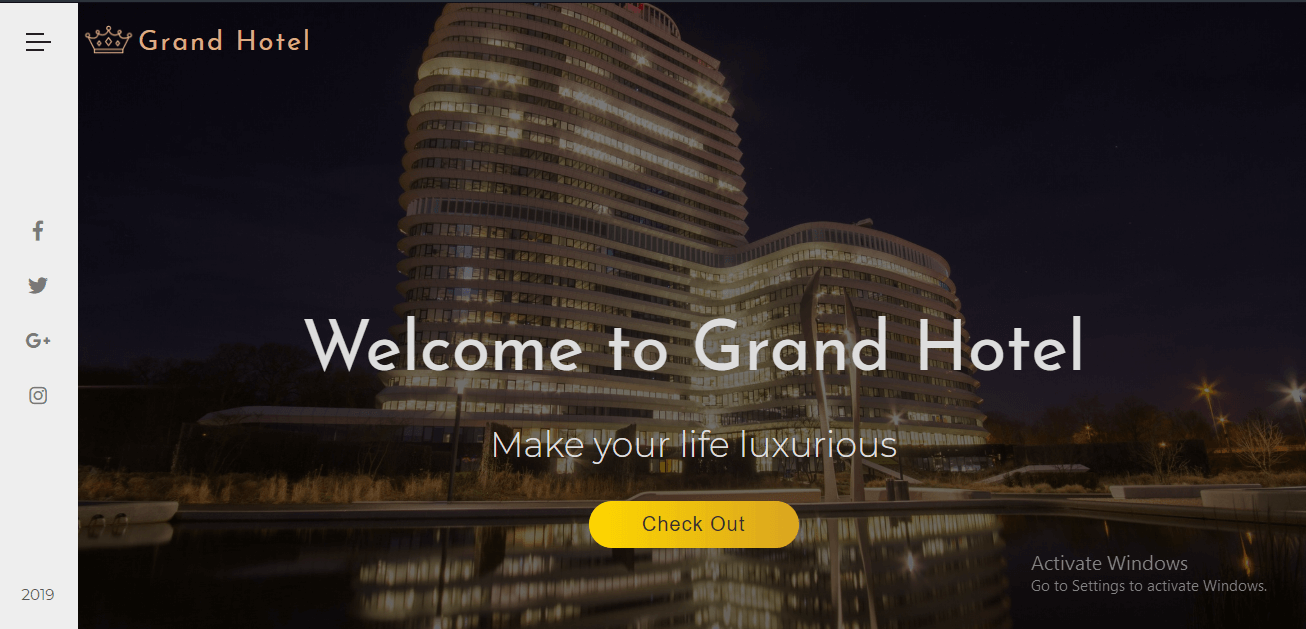 Grand Hotel
Welcome to Grand Hotel
Make your life luxurious
Check Out
Activate Windows
Go to Settings to activate Windows.
2019